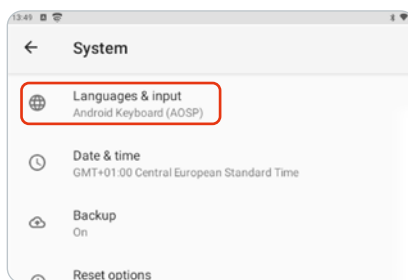 13:49
System
Languages & input
Android Keyboard (AOSP)
Date & time
GMT+01:00 Central European Standard Time
Backup
On
Reset options